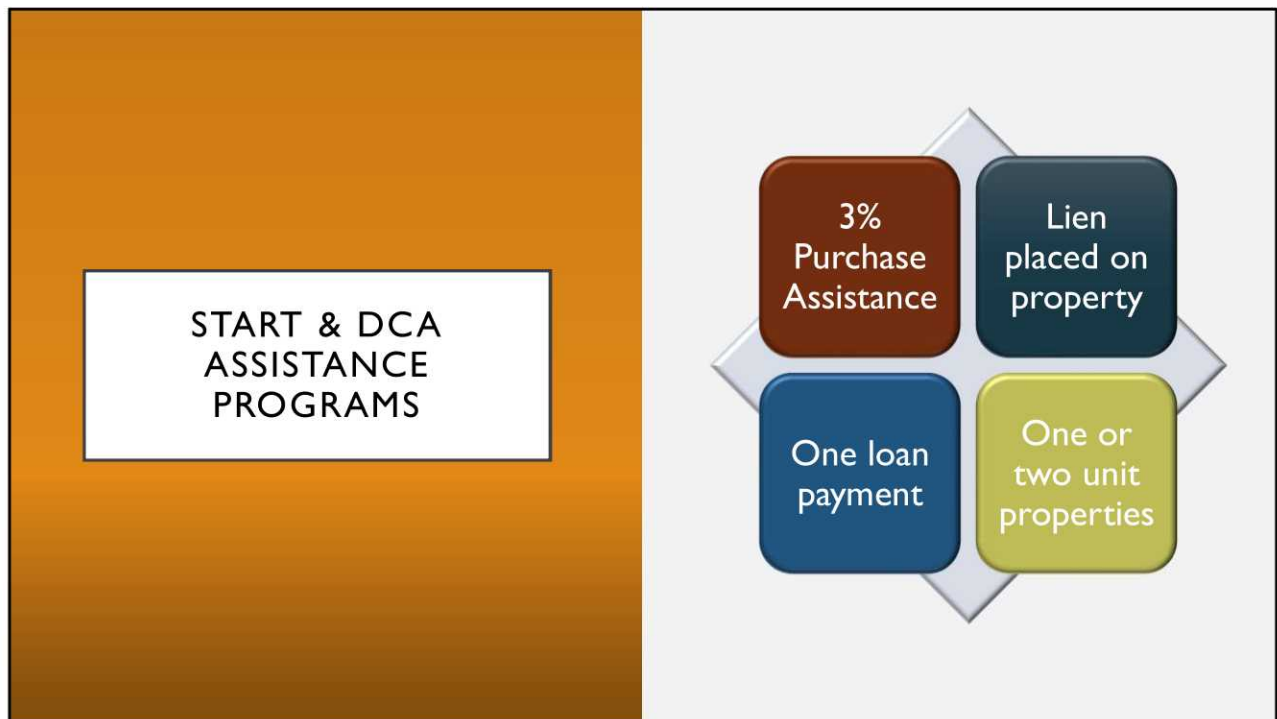 START & DCA
ASSISTANCE
PROGRAMS
3%
Purchase
Assistance
Lien
placed on
property
One loan
payment
One or
two unit
properties